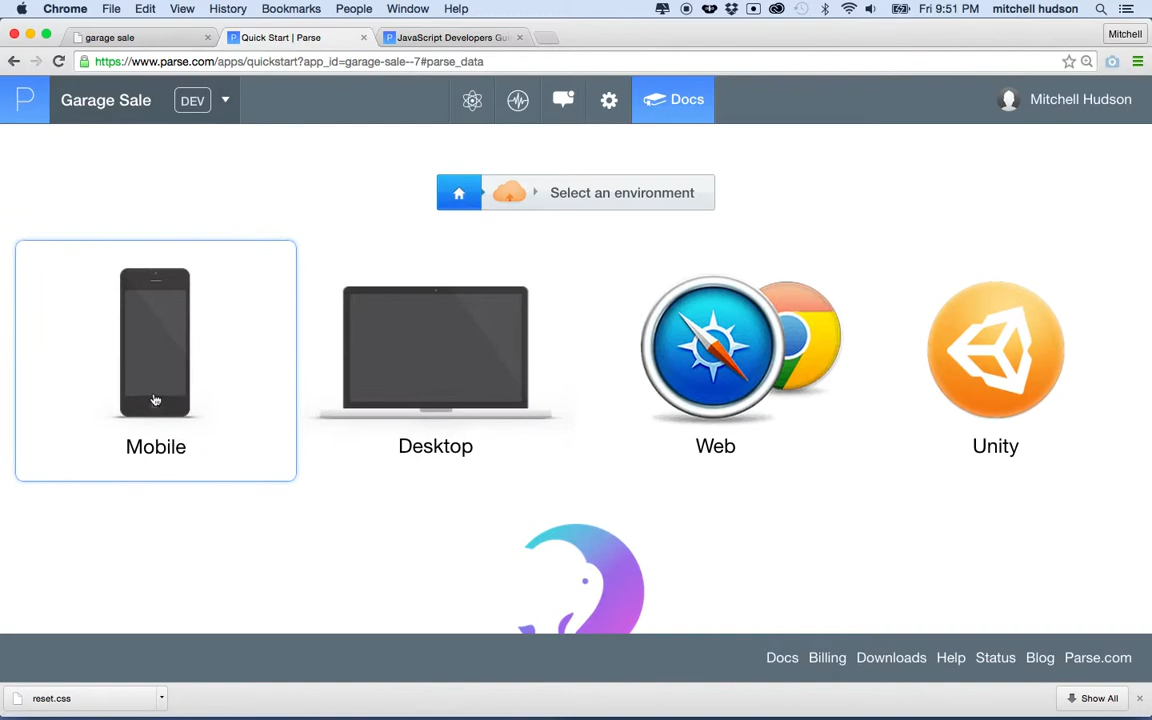 Chrome File Edit View History Bookmarks People Window Help Fri 9:51 PM mitchell hudson
garage sale Quick Start | Parse JavaScript Developers Gui Mitchell
https://www.parse.com/apps/quickstart?app_id=garage-sale--7#parse_data
P Garage Sale DEV Docs Mitchell Hudson
Select an environment
Mobile Desktop Web Unity
Docs Billing Downloads Help Status Blog Parse.com
reset.css Show All